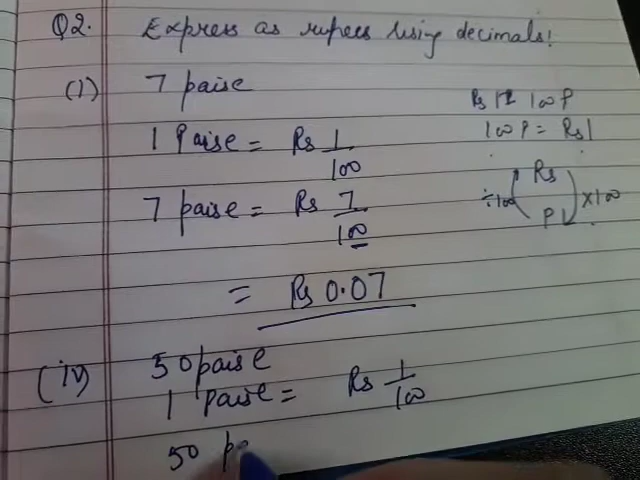 Q2. Express as rupees using decimals!
(i) 7 paise
1 Paise = Rs 1/100
7 paise = Rs 7/100
= Rs 0.07
Rs 1 = 100 P
100 P = Rs 1
Rs
÷100 ×100
P
(iv) 50 paise
1 paise = Rs 1/100
50 pa